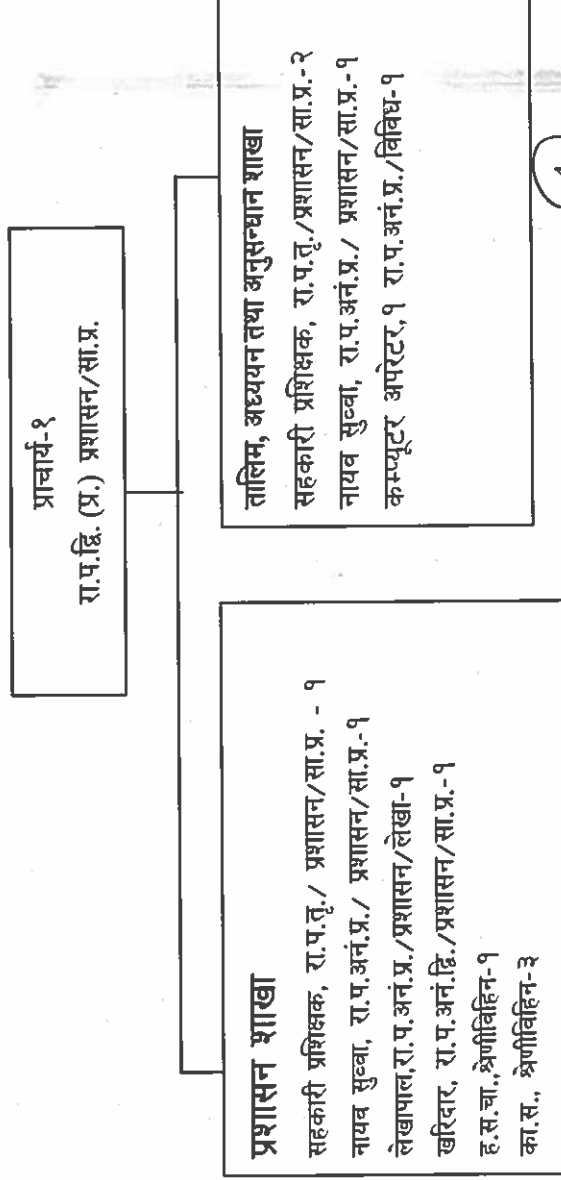 प्राचार्य-१
रा.प.द्वि. (प्र.) प्रशासन/सा.प्र.
प्रशासन शाखा
सहकारी प्रशिक्षक, रा.प.तृ./ प्रशासन/सा.प्र. - १
नायव सुव्वा, रा.प.अनं.प्र./ प्रशासन/सा.प्र.-१
लेखापाल,रा.प.अनं.प्र./प्रशासन/लेखा-१
खरिदार, रा.प.अनं.द्वि./प्रशासन/सा.प्र.-१
ह.स.चा.,श्रेणीविहिन-१
का.स., श्रेणीविहिन-३
तालिम, अध्ययन तथा अनुसन्धान शाखा
सहकारी प्रशिक्षक, रा.प.तृ./प्रशासन/सा.प्र.-२
नायव सुव्वा, रा.प.अनं.प्र./ प्रशासन/सा.प्र.-१
कम्प्यूटर अपरेटर,१ रा.प.अनं.प्र./विविध-१